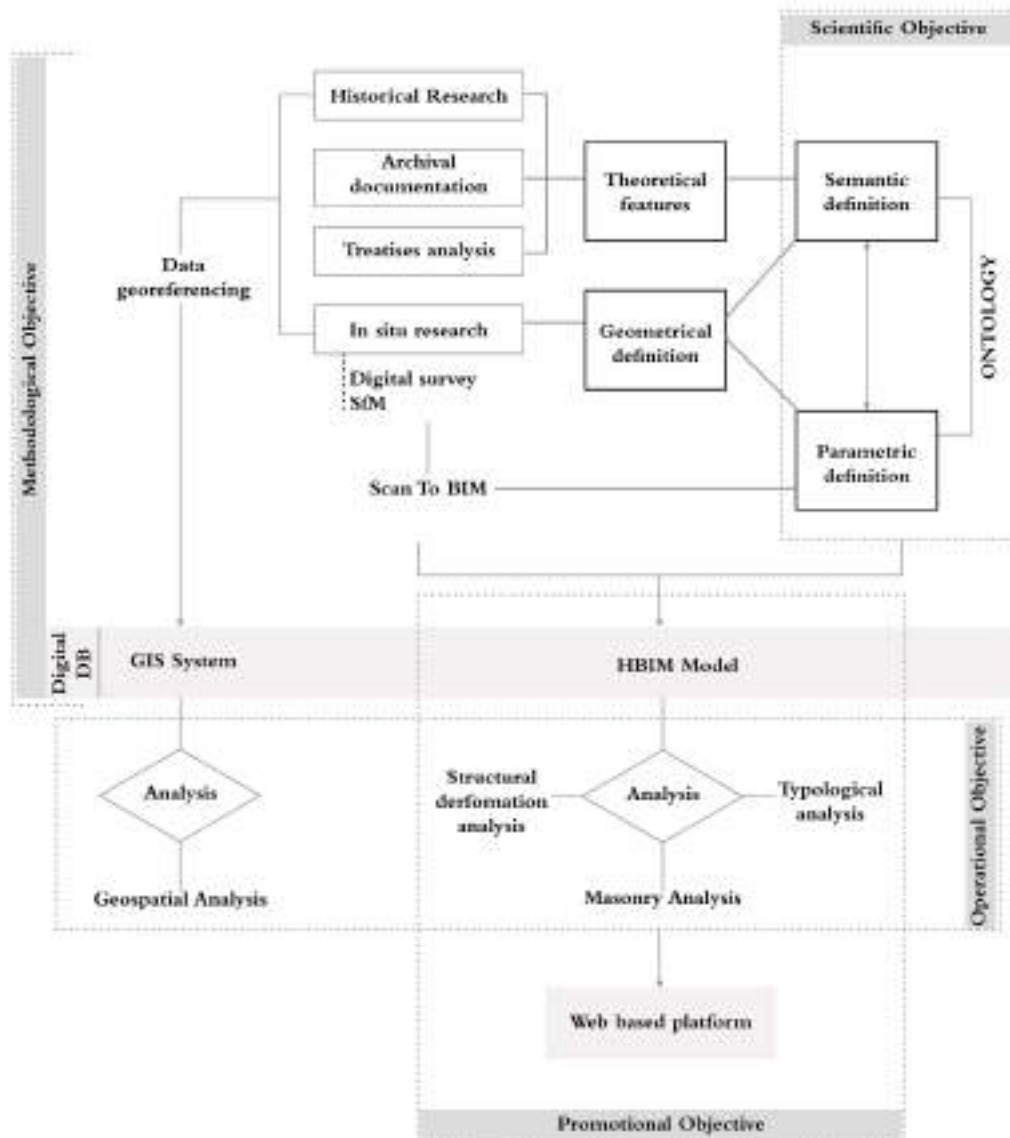 Scientific Objective
Historical Research
Archival
documentation
Theoretical
features
Semantic
definition
Treatises analysis
Data
georeferencing
In situ research
Geometrical
definition
ONTOLOGY
Methodological Objective
Digital survey
SfM
Parametric
definition
Scan To BIM
Digital
DB
GIS System
HBIM Model
Analysis
Structural
derfomation
analysis
Analysis
Typological
analysis
Operational Objective
Geospatial Analysis
Masonry Analysis
Web based platform
Promotional Objective